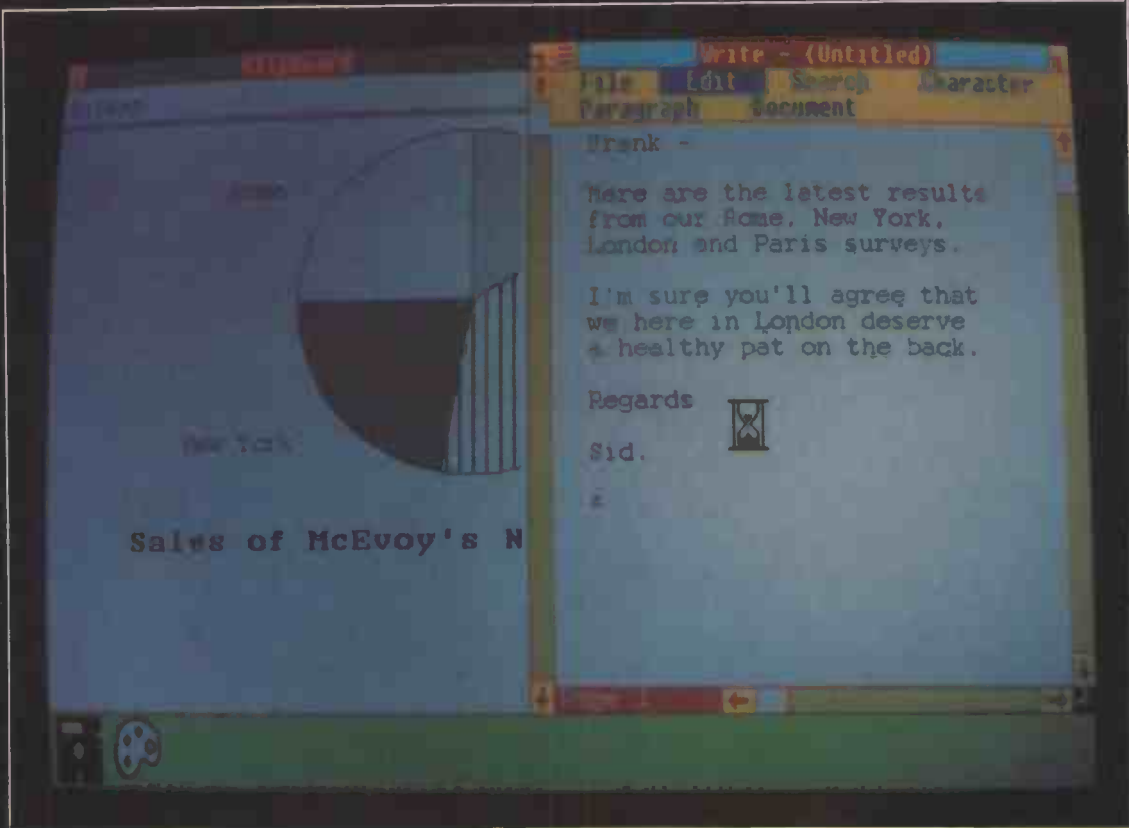 Clipboard
Rome
New York
Sales of McEvoy's N
Write - (Untitled)
File Edit Search Character
Paragraph Document
Frank -
Here are the latest results
from our Rome, New York,
London and Paris surveys.
I'm sure you'll agree that
we here in London deserve
a healthy pat on the back.
Regards
Sid.